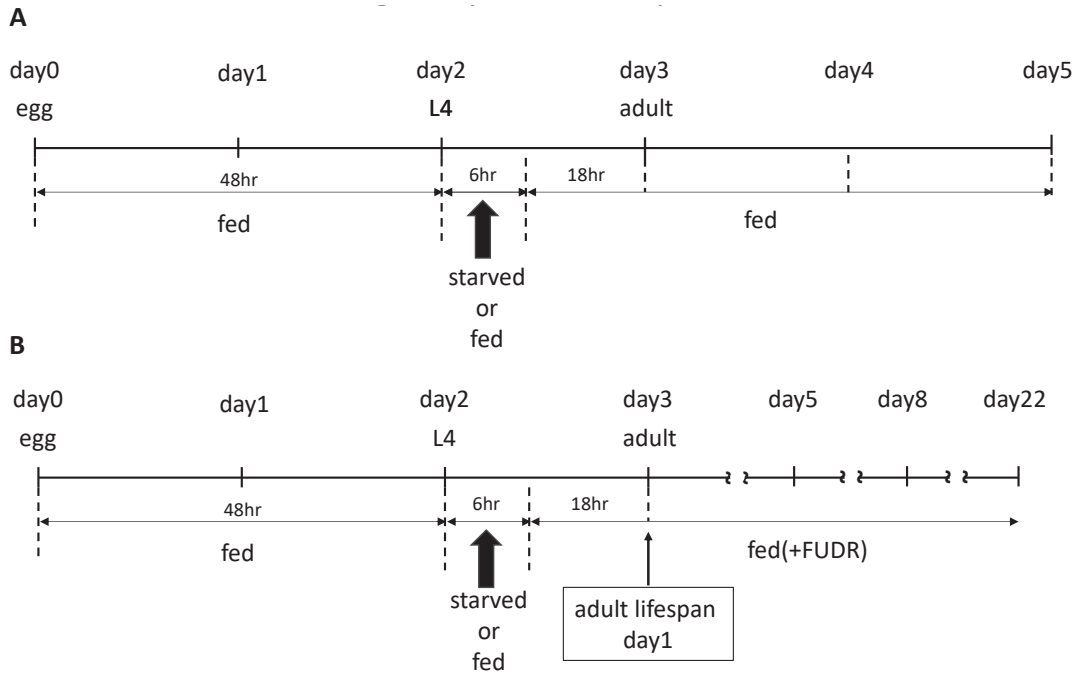 A
day0 day1 day2 day3 day4 day5
egg L4 adult
48hr 6hr 18hr
fed fed
starved
or
fed
B
day0 day1 day2 day3 day5 day8 day22
egg L4 adult
48hr 6hr 18hr
fed fed(+FUDR)
starved
or
fed
adult lifespan
day1